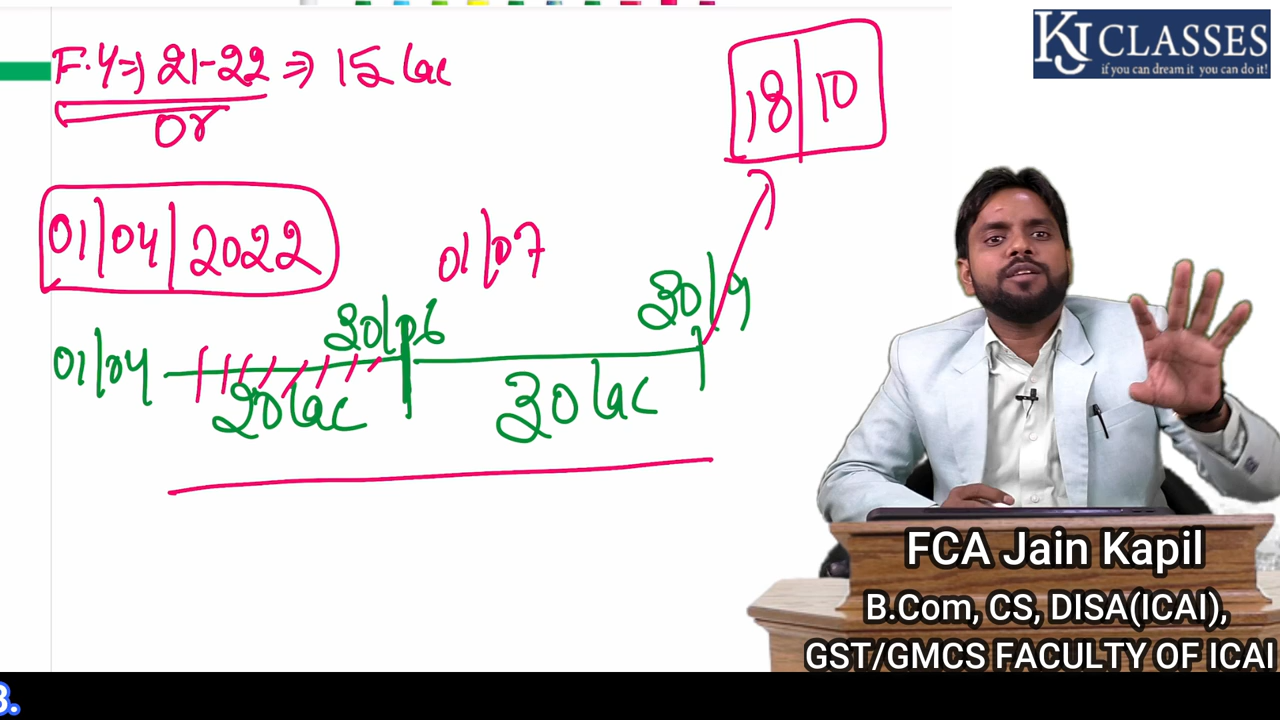 F.Y⇒ 21-22 ⇒ 15 lac
Or
18|10
KJ CLASSES
if you can dream it you can do it!
01|04|2022
01|07
30|06
30|9
01|04
20 lac
30 lac
FCA Jain Kapil
B.Com, CS, DISA(ICAI),
GST/GMCS FACULTY OF ICAI
3.